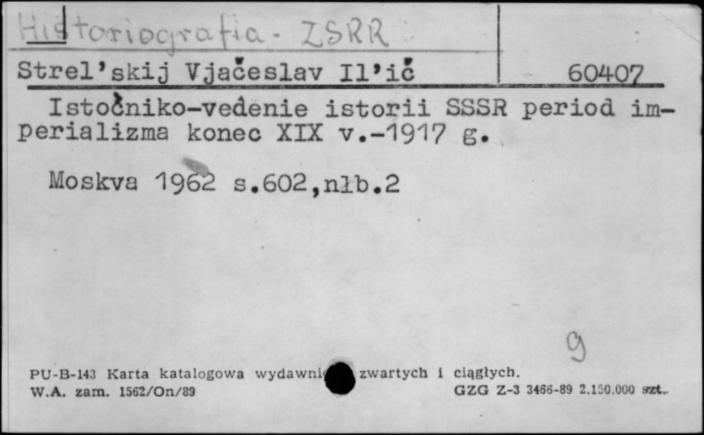 Historiografia - ZSRR
Strel'skij Vjačeslav Il'ič 60407
Istočniko-vedenie istorii SSSR period im-
perializma konec XIX v.-1917 g.
Moskva 1962 s.602,nlb.2
9
PU-B-143 Karta katalogowa zwartych i ciągłych.
W.A. zam. 1562/On/89 GZG Z-3 3466-89 2.150.000 szt.